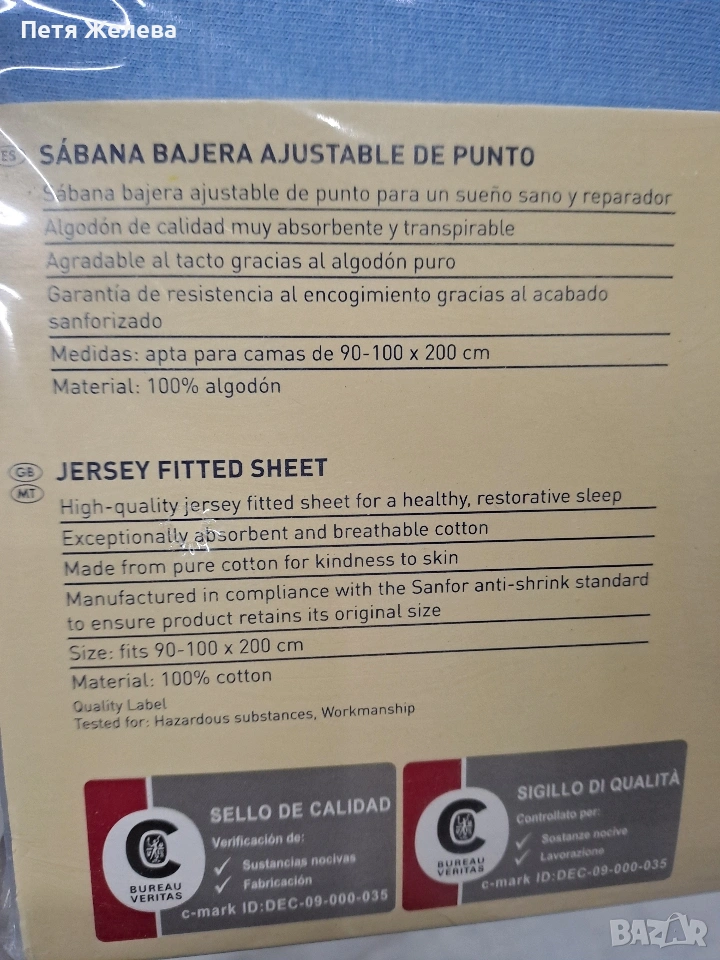 Петя Желева
ES SÁBANA BAJERA AJUSTABLE DE PUNTO
Sábana bajera ajustable de punto para un sueño sano y reparador
Algodón de calidad muy absorbente y transpirable
Agradable al tacto gracias al algodón puro
Garantía de resistencia al encogimiento gracias al acabado
sanforizado
Medidas: apta para camas de 90-100 x 200 cm
Material: 100% algodón
GB MT JERSEY FITTED SHEET
High-quality jersey fitted sheet for a healthy, restorative sleep
Exceptionally absorbent and breathable cotton
Made from pure cotton for kindness to skin
Manufactured in compliance with the Sanfor anti-shrink standard
to ensure product retains its original size
Size: fits 90-100 x 200 cm
Material: 100% cotton
Quality Label
Tested for: Hazardous substances, Workmanship
SELLO DE CALIDAD
Verificación de:
✓ Sustancias nocivas
✓ Fabricación
C
BUREAU
VERITAS
c-mark ID:DEC-09-000-035
SIGILLO DI QUALITÀ
Controllato per:
✓ Sostanze nocive
✓ Lavorazione
C
BUREAU
VERITAS
c-mark ID:DEC-09-000-035
BAZAR